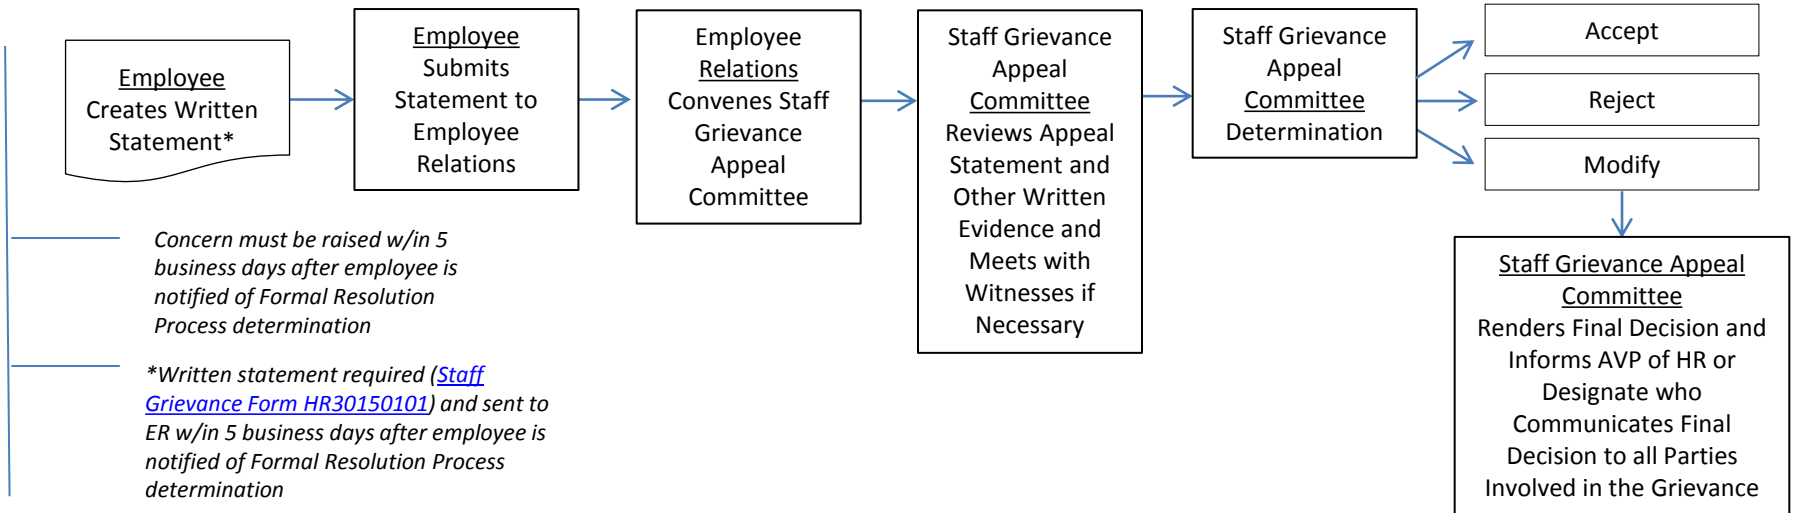 Employee
Creates Written
Statement*
Employee
Submits
Statement to
Employee
Relations
Employee
Relations
Convenes Staff
Grievance
Appeal
Committee
Staff Grievance
Appeal
Committee
Reviews Appeal
Statement and
Other Written
Evidence and
Meets with
Witnesses if
Necessary
Staff Grievance
Appeal
Committee
Determination
Accept
Reject
Modify
Staff Grievance Appeal
Committee
Renders Final Decision and
Informs AVP of HR or
Designate who
Communicates Final
Decision to all Parties
Involved in the Grievance
Concern must be raised w/in 5
business days after employee is
notified of Formal Resolution
Process determination
*Written statement required (Staff
Grievance Form HR30150101) and sent to
ER w/in 5 business days after employee is
notified of Formal Resolution Process
determination